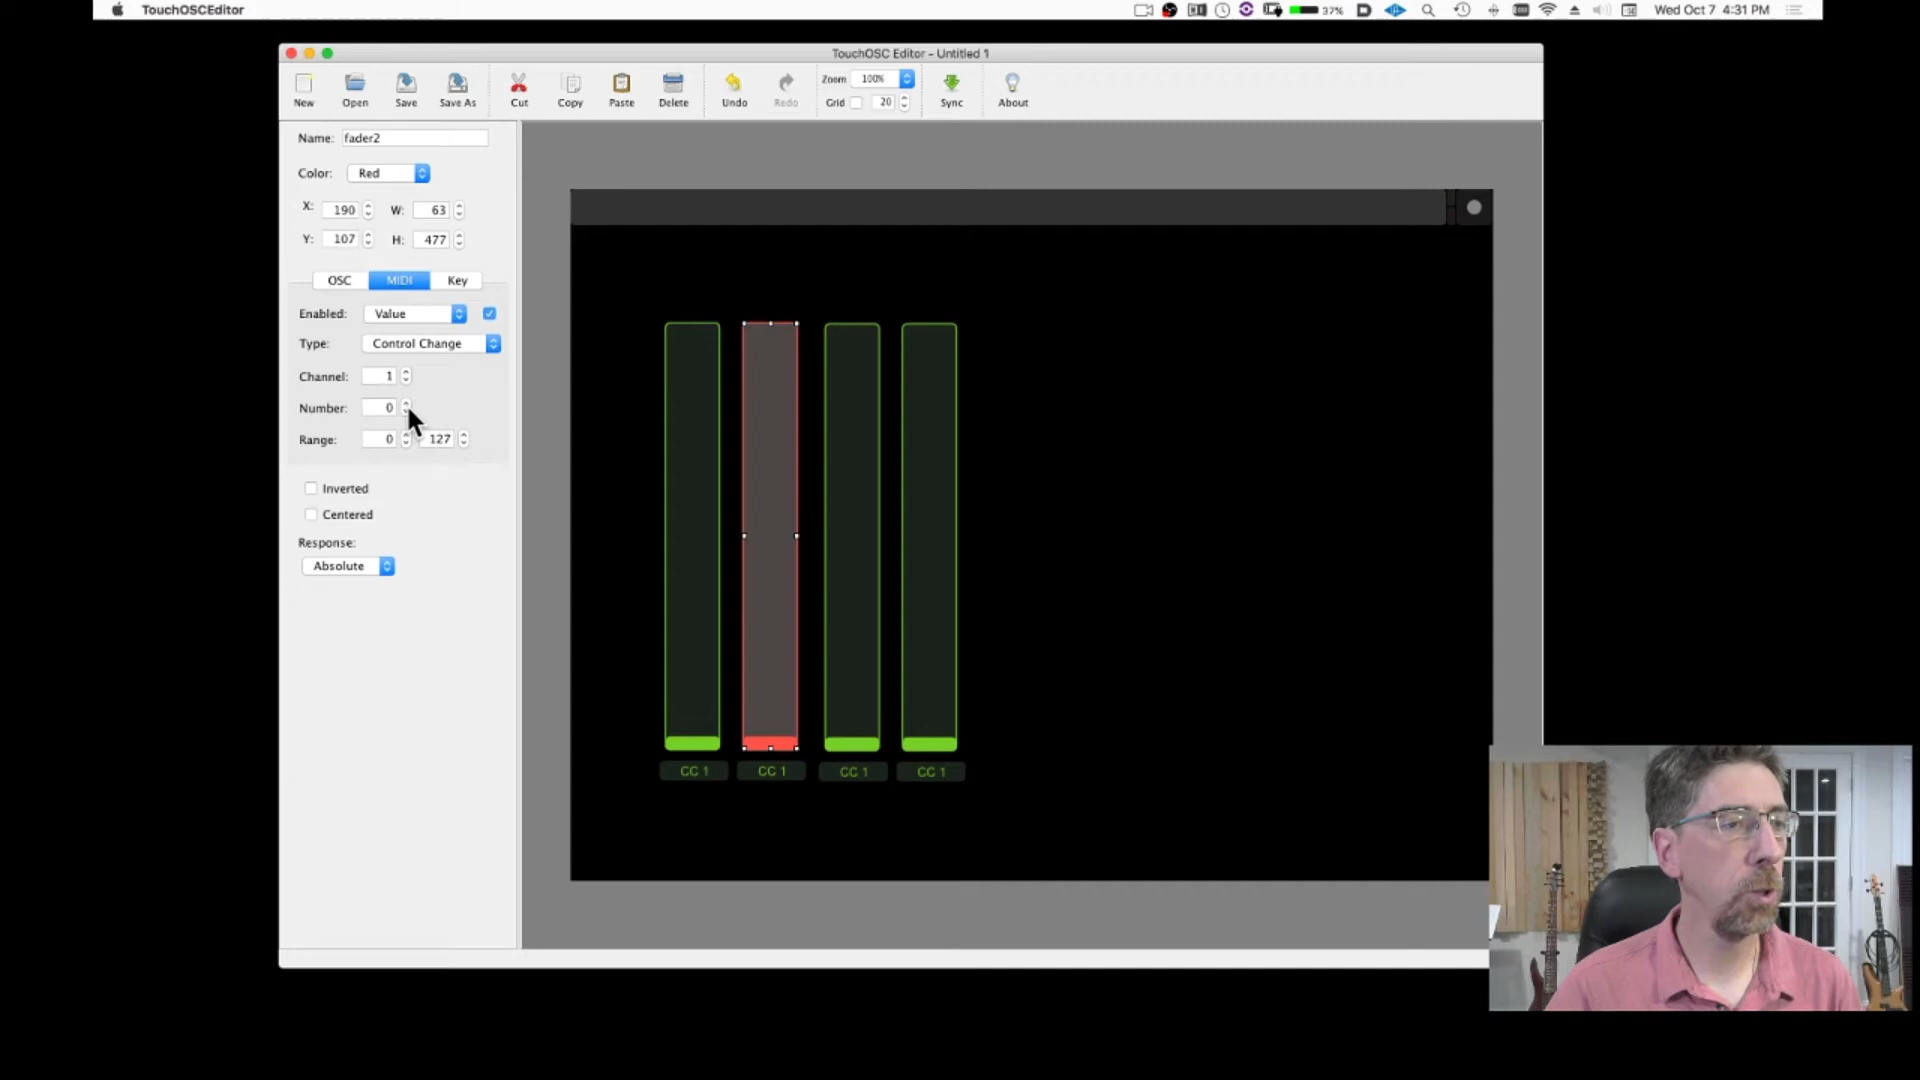 TouchOSCEditor
37%
Wed Oct 7 4:31 PM
TouchOSC Editor - Untitled 1
New Open Save Save As Cut Copy Paste Delete Undo Redo
Zoom 100%
Grid 20
Sync About
Name: fader2
Color: Red
X: 190 W: 63
Y: 107 H: 477
OSC MIDI Key
Enabled: Value
Type: Control Change
Channel: 1
Number: 0
Range: 0 127
Inverted
Centered
Response:
Absolute
CC 1 CC 1 CC 1 CC 1